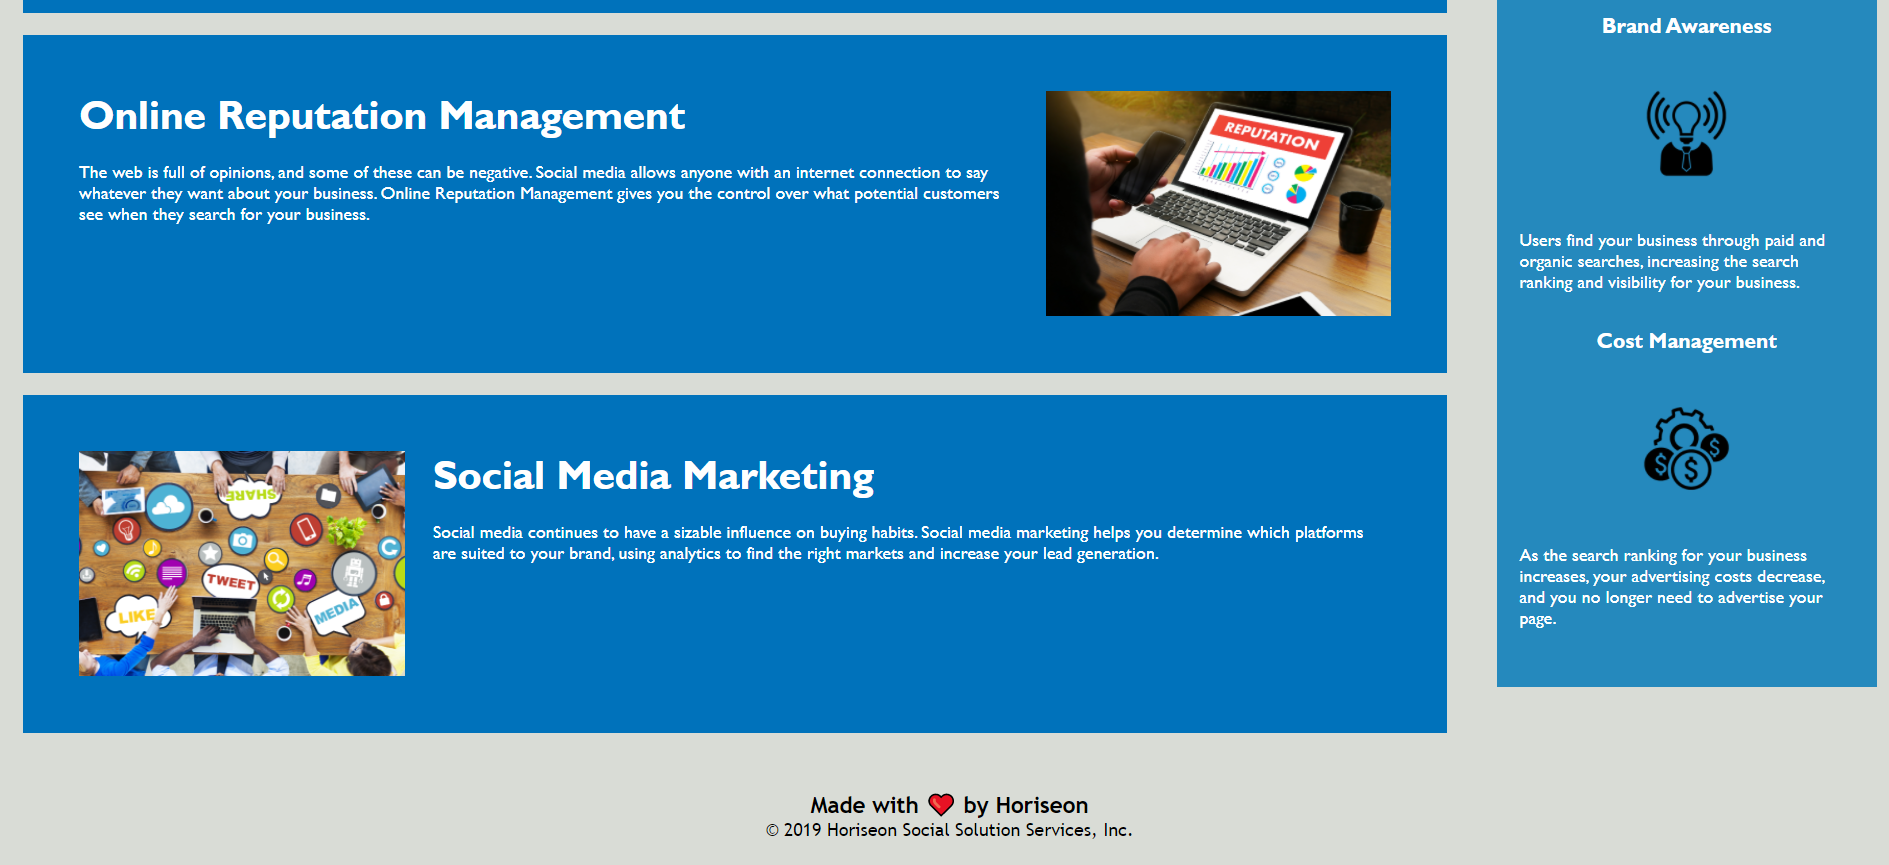 Online Reputation Management
The web is full of opinions, and some of these can be negative. Social media allows anyone with an internet connection to say
whatever they want about your business. Online Reputation Management gives you the control over what potential customers
see when they search for your business.
REPUTATION
Social Media Marketing
Social media continues to have a sizable influence on buying habits. Social media marketing helps you determine which platforms
are suited to your brand, using analytics to find the right markets and increase your lead generation.
SHARE
TWEET
LIKE
MEDIA
Brand Awareness
Users find your business through paid and
organic searches, increasing the search
ranking and visibility for your business.
Cost Management
$
$
$
As the search ranking for your business
increases, your advertising costs decrease,
and you no longer need to advertise your
page.
Made with ❤️ by Horiseon
© 2019 Horiseon Social Solution Services, Inc.